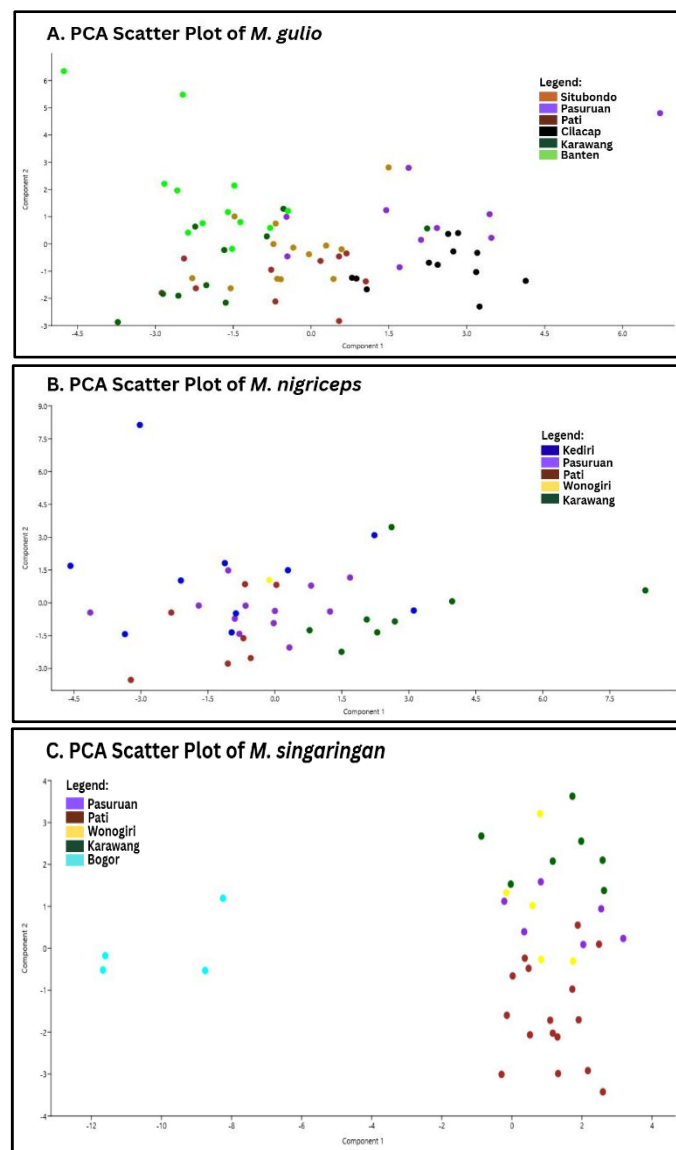 A. PCA Scatter Plot of M. gulio
Legend:
Situbondo
Pasuruan
Pati
Cilacap
Karawang
Banten
6
5
4
3
2
1
0
-1
-2
-3
Component 2
-4.5
-3.0
-1.5
0.0
1.5
3.0
4.5
6.0
Component 1
B. PCA Scatter Plot of M. nigriceps
Legend:
Kediri
Pasuruan
Pati
Wonogiri
Karawang
9.0
7.5
6.0
4.5
3.0
1.5
0.0
-1.5
-3.0
Component 2
-4.5
-3.0
-1.5
0.0
1.5
3.0
4.5
6.0
7.5
Component 1
C. PCA Scatter Plot of M. singaringan
Legend:
Pasuruan
Pati
Wonogiri
Karawang
Bogor
4
3
2
1
0
-1
-2
-3
-4
Component 2
-12
-10
-8
-6
-4
-2
0
2
4
Component 1